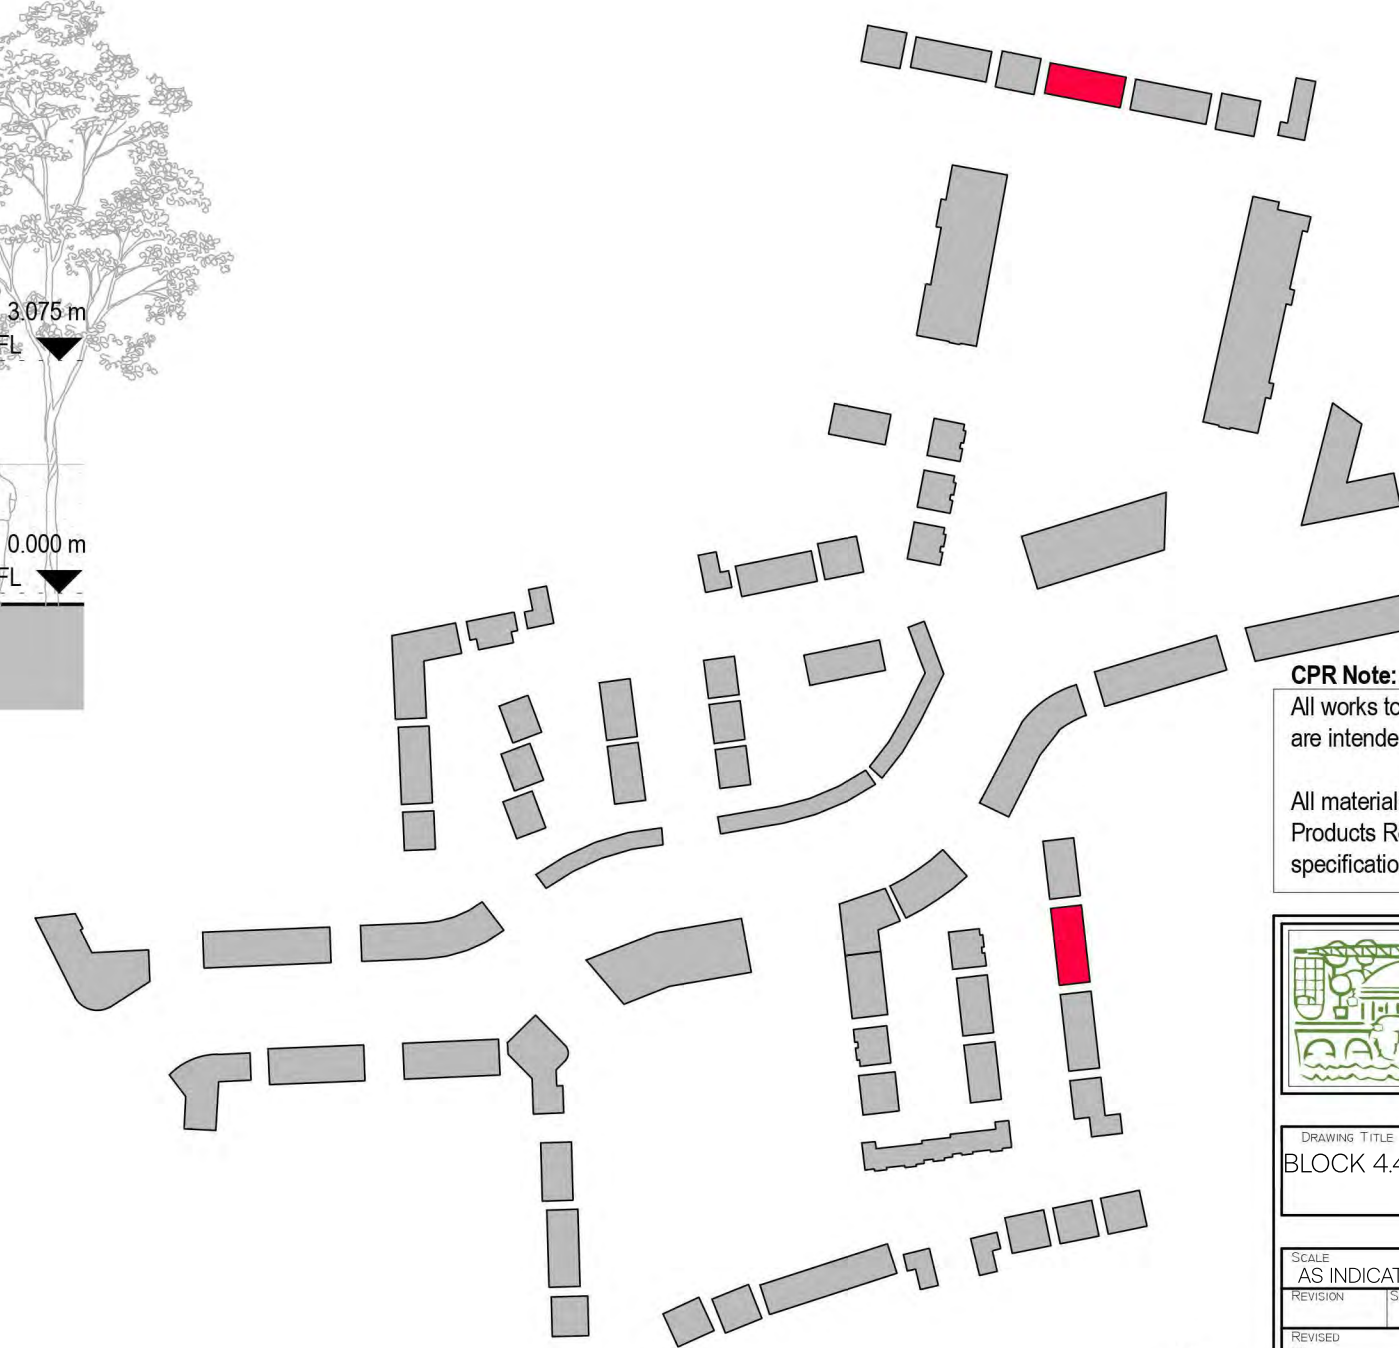 3.075 m
FL
0.000 m
FL
CPR Note:
All works to
are intende
All material
Products R
specificatio
DRAWING TITLE
BLOCK 4.4
SCALE
AS INDICAT
REVISION S
REVISED